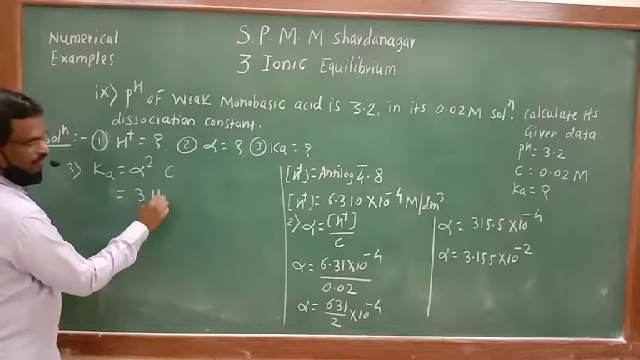 Numerical
Examples
S. P. M. M Shardanagar
3 Ionic Equilibrium
ix) pH of weak Monobasic acid is 3.2, in its 0.02M solⁿ, calculate its
dissociation constant.
Solⁿ:- ① H⁺ = ? ② α = ? ③ Ka = ?
Given data
pH = 3.2
C = 0.02M
Ka = ?
3) Ka = α² C
= 3
[H⁺] = Antilog 4̅.8
[H⁺] = 6.310 × 10⁻⁴ M/dm³
2) α = [H⁺]/C
α = 6.31×10⁻⁴/0.02
α = 631/2 ×10⁻⁴
α = 315.5 × 10⁻⁴
α = 3.155 × 10⁻²